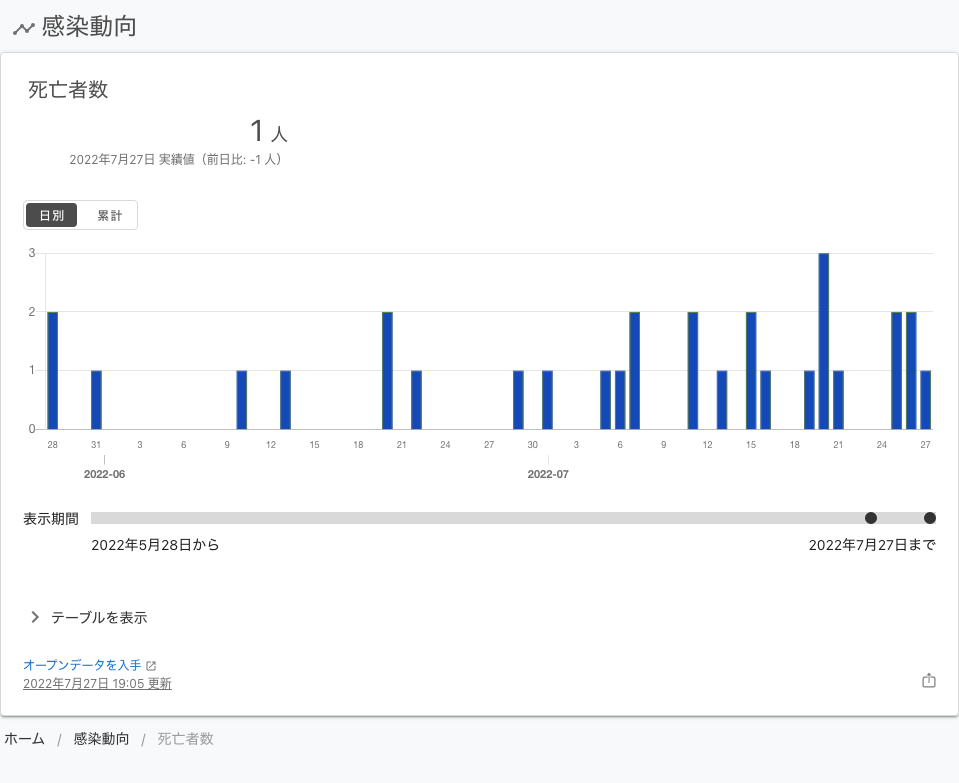 感染動向
死亡者数
1 人
2022年7月27日 実績値（前日比: -1 人）
日別 累計
3
2
1
0
28 31 3 6 9 12 15 18 21 24 27 30 3 6 9 12 15 18 21 24 27
2022-06 2022-07
表示期間
2022年5月28日から 2022年7月27日まで
テーブルを表示
オープンデータを入手
2022年7月27日 19:05 更新
ホーム / 感染動向 / 死亡者数